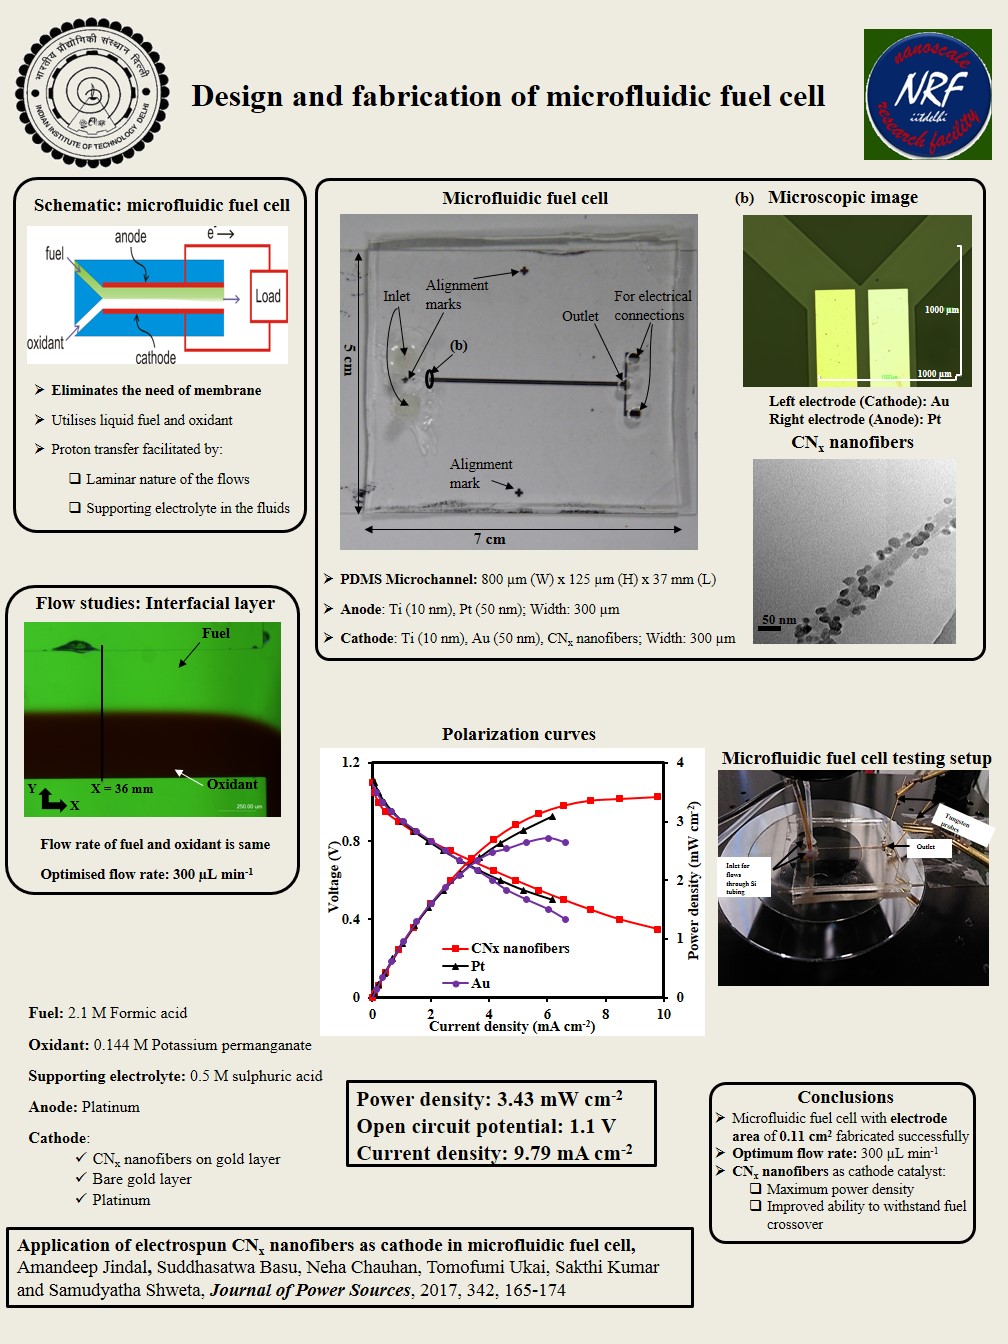 भारतीय प्रौद्योगिकी संस्थान दिल्ली
INDIAN INSTITUTE OF TECHNOLOGY DELHI
Design and fabrication of microfluidic fuel cell
nanoscale
NRF
iitdelhi
research facility
Schematic: microfluidic fuel cell
anode
e⁻
fuel
Load
oxidant
cathode
➢ Eliminates the need of membrane
➢ Utilises liquid fuel and oxidant
➢ Proton transfer facilitated by:
❑ Laminar nature of the flows
❑ Supporting electrolyte in the fluids
Microfluidic fuel cell
Alignment
marks
Inlet
For electrical
connections
Outlet
(b)
5 cm
Alignment
mark
7 cm
(b) Microscopic image
1000 µm
1000 µm
Left electrode (Cathode): Au
Right electrode (Anode): Pt
CNx nanofibers
50 nm
➢ PDMS Microchannel: 800 µm (W) x 125 µm (H) x 37 mm (L)
➢ Anode: Ti (10 nm), Pt (50 nm); Width: 300 µm
➢ Cathode: Ti (10 nm), Au (50 nm), CNx nanofibers; Width: 300 µm
Flow studies: Interfacial layer
Fuel
Oxidant
Y
X
X = 36 mm
250.00 um
Flow rate of fuel and oxidant is same
Optimised flow rate: 300 µL min⁻¹
Polarization curves
1.2
0.8
0.4
0
Voltage (V)
4
3
2
1
0
Power density (mW cm⁻²)
CNx nanofibers
Pt
Au
0 2 4 6 8 10
Current density (mA cm⁻²)
Microfluidic fuel cell testing setup
Tungsten
probes
Outlet
Inlet for
flows
through Si
tubing
Fuel: 2.1 M Formic acid
Oxidant: 0.144 M Potassium permanganate
Supporting electrolyte: 0.5 M sulphuric acid
Anode: Platinum
Cathode:
✓ CNx nanofibers on gold layer
✓ Bare gold layer
✓ Platinum
Power density: 3.43 mW cm⁻²
Open circuit potential: 1.1 V
Current density: 9.79 mA cm⁻²
Conclusions
➢ Microfluidic fuel cell with electrode
area of 0.11 cm² fabricated successfully
➢ Optimum flow rate: 300 µL min⁻¹
➢ CNx nanofibers as cathode catalyst:
❑ Maximum power density
❑ Improved ability to withstand fuel
crossover
Application of electrospun CNx nanofibers as cathode in microfluidic fuel cell,
Amandeep Jindal, Suddhasatwa Basu, Neha Chauhan, Tomofumi Ukai, Sakthi Kumar
and Samudyatha Shweta, Journal of Power Sources, 2017, 342, 165-174